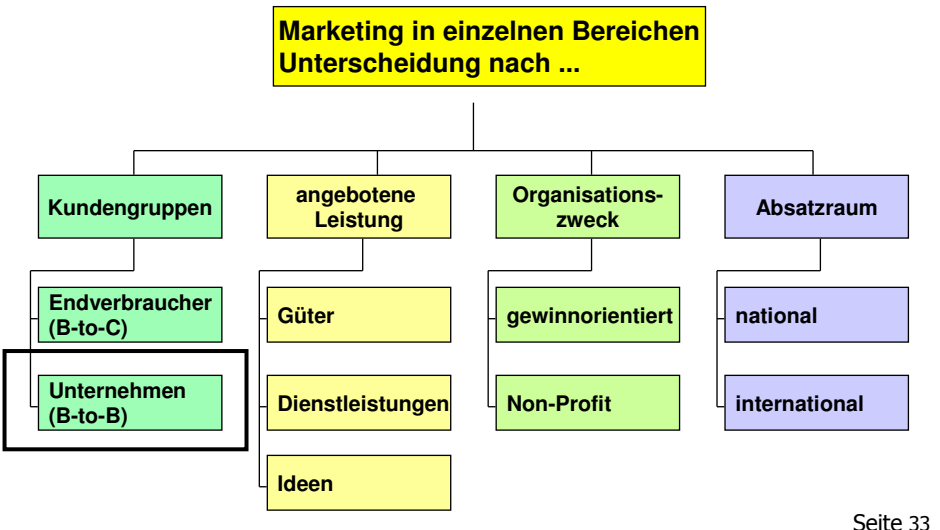 Marketing in einzelnen Bereichen
Unterscheidung nach ...
Kundengruppen
angebotene
Leistung
Organisations-
zweck
Absatzraum
Endverbraucher
(B-to-C)
Güter
gewinnorientiert
national
Unternehmen
(B-to-B)
Dienstleistungen
Non-Profit
international
Ideen
Seite 33